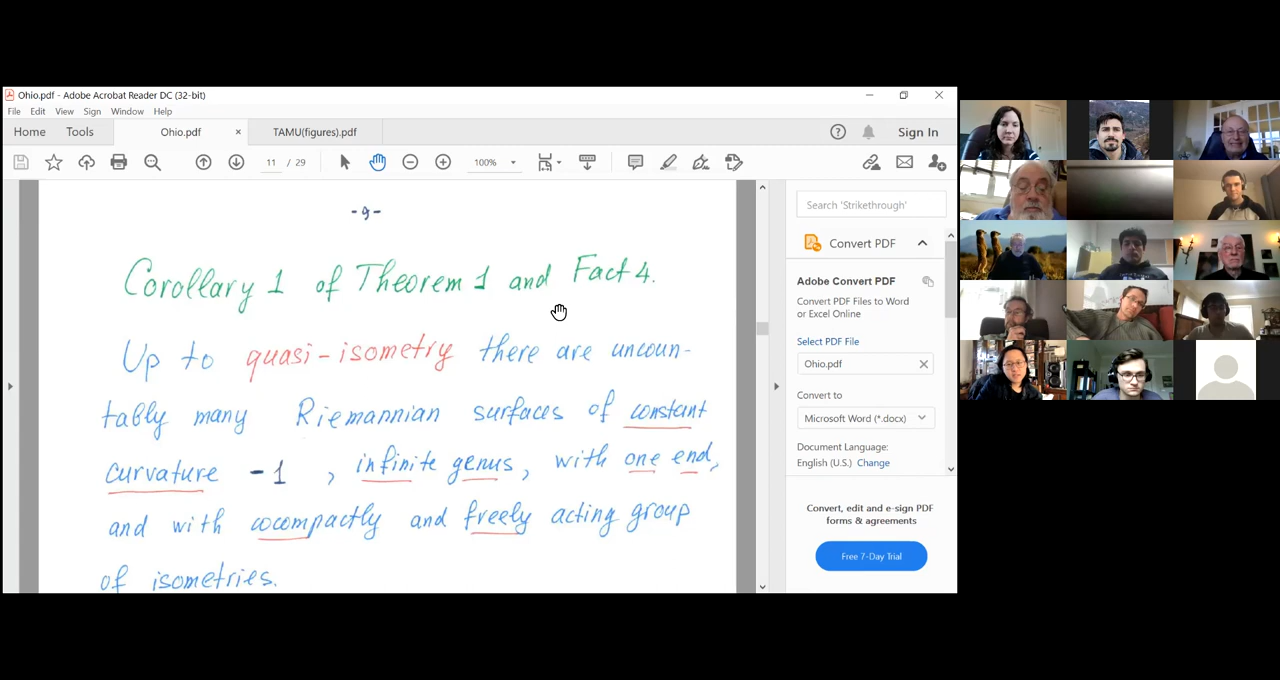 Ohio.pdf - Adobe Acrobat Reader DC (32-bit)
File Edit View Sign Window Help
Home Tools Ohio.pdf × TAMU(figures).pdf Sign In
11 / 29 100%
-9-
Corollary 1 of Theorem 1 and Fact 4.
Up to quasi-isometry there are uncoun-
tably many Riemannian surfaces of constant
curvature -1 , infinite genus, with one end,
and with cocompactly and freely acting group
of isometries.
Search 'Strikethrough'
Convert PDF
Adobe Convert PDF
Convert PDF Files to Word
or Excel Online
Select PDF File
Ohio.pdf
Convert to
Microsoft Word (*.docx)
Document Language:
English (U.S.) Change
Convert, edit and e-sign PDF
forms & agreements
Free 7-Day Trial